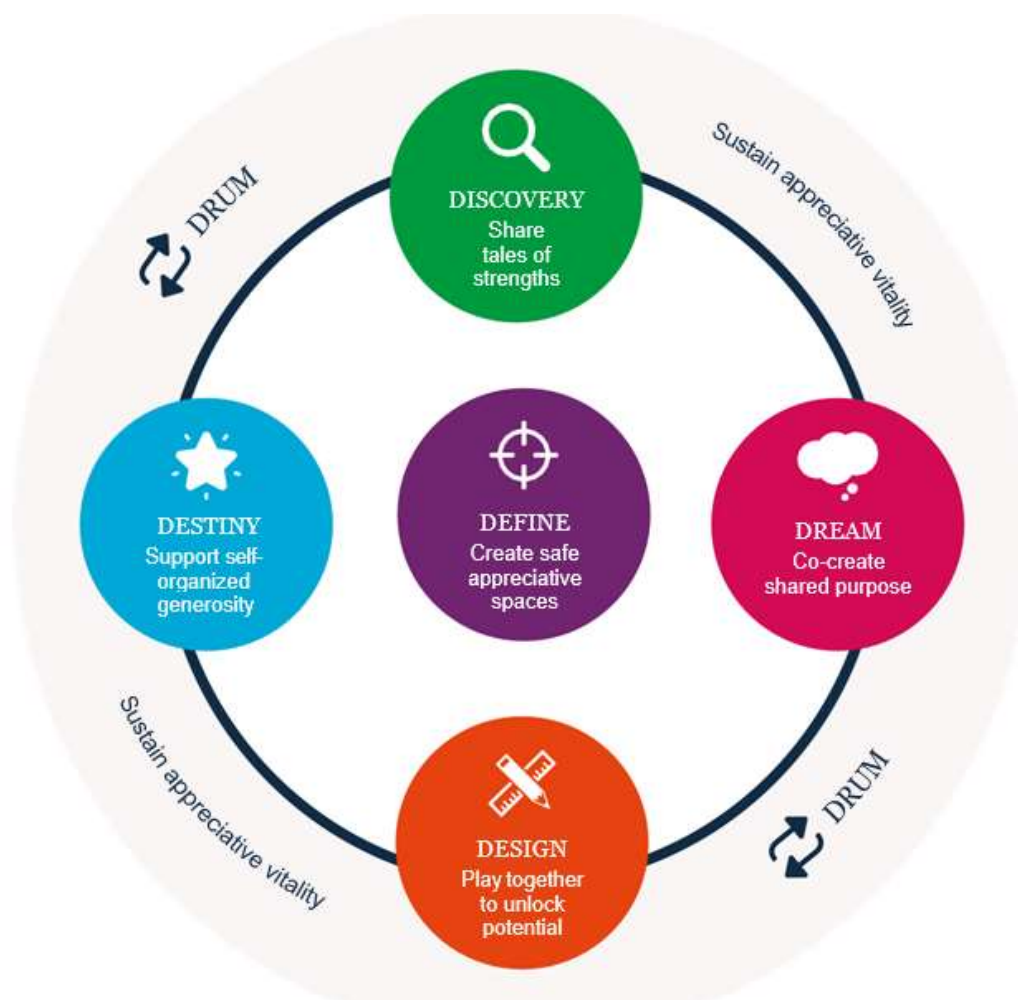 DISCOVERY
Share
tales of
strengths
DRUM
Sustain appreciative vitality
DESTINY
Support self-
organized
generosity
DEFINE
Create safe
appreciative
spaces
DREAM
Co-create
shared purpose
Sustain appreciative vitality
DRUM
DESIGN
Play together
to unlock
potential